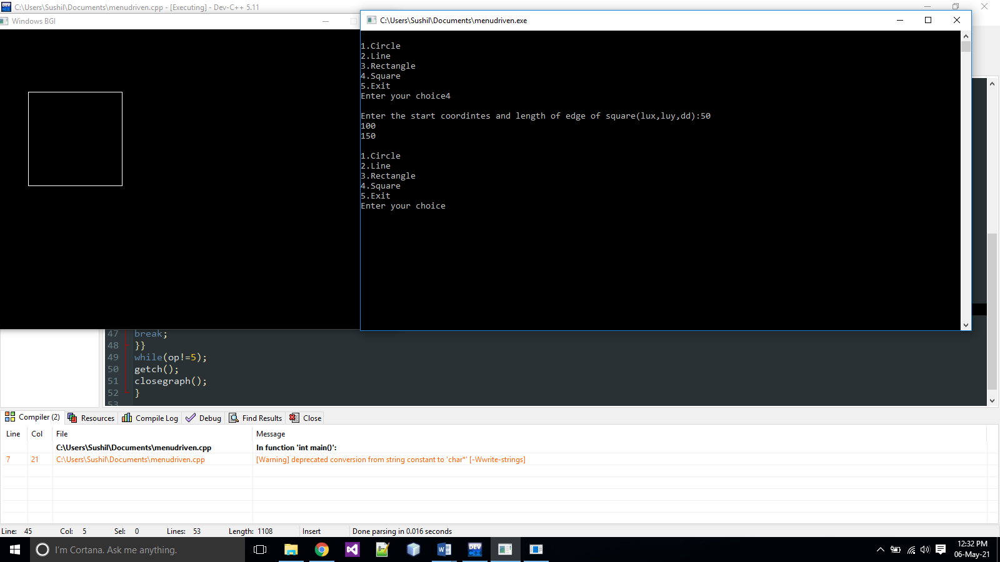 C:\Users\Sushil\Documents\menudriven.cpp - [Executing] - Dev-C++ 5.11
Windows BGI
C:\Users\Sushil\Documents\menudriven.exe
1.Circle
2.Line
3.Rectangle
4.Square
5.Exit
Enter your choice4
Enter the start coordintes and length of edge of square(lux,luy,dd):50
100
150
1.Circle
2.Line
3.Rectangle
4.Square
5.Exit
Enter your choice
47 break;
48 }}
49 while(op!=5);
50 getch();
51 closegraph();
52 }
53
Compiler (2) Resources Compile Log Debug Find Results Close
Line Col File Message
C:\Users\Sushil\Documents\menudriven.cpp In function 'int main()':
7 21 C:\Users\Sushil\Documents\menudriven.cpp [Warning] deprecated conversion from string constant to 'char*' [-Wwrite-strings]
Line: 45 Col: 5 Sel: 0 Lines: 53 Length: 1108 Insert Done parsing in 0.016 seconds
I'm Cortana. Ask me anything.
DEV
12:32 PM
06-May-21